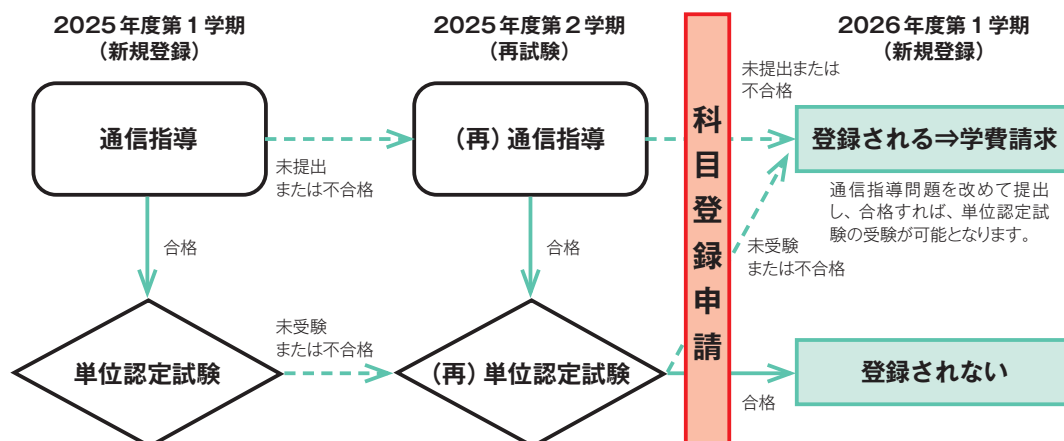 2025年度第1学期
（新規登録）
2025年度第2学期
（再試験）
2026年度第1学期
（新規登録）
通信指導
未提出
または不合格
（再）通信指導
科目登録申請
未提出または
不合格
登録される⇒学費請求
通信指導問題を改めて提出
し、合格すれば、単位認定試
験の受験が可能となります。
合格
合格
未受験
または不合格
単位認定試験
未受験
または不合格
（再）単位認定試験
合格
登録されない